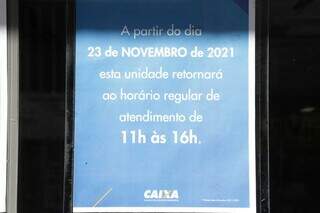 A partir do dia
23 de NOVEMBRO de 2021
esta unidade retornará
ao horário regular de
atendimento de
11h às 16h.
CAIXA